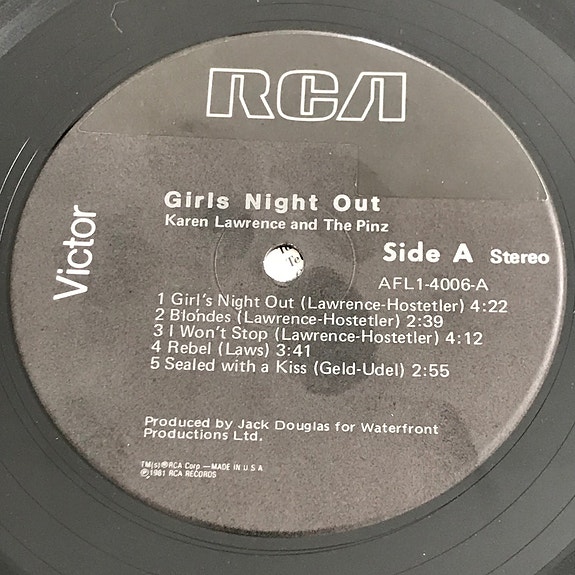 RCA
Victor
Girls Night Out
Karen Lawrence and The Pinz
Side A Stereo
AFL1-4006-A
1 Girl's Night Out (Lawrence-Hostetler) 4:22
2 Blondes (Lawrence-Hostetler) 2:39
3 I Won't Stop (Lawrence-Hostetler) 4:12
4 Rebel (Laws) 3:41
5 Sealed with a Kiss (Geld-Udel) 2:55
Produced by Jack Douglas for Waterfront
Productions Ltd.
TM(s)®RCA Corp —MADE IN U.S.A
℗1981 RCA RECORDS